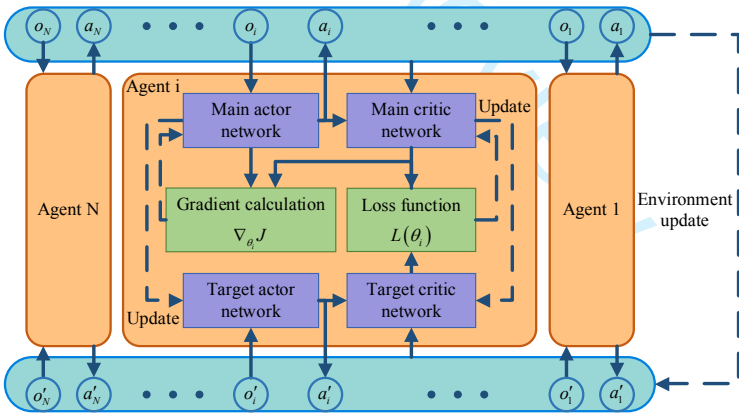 o_N a_N • • • o_i a_i • • • o_1 a_1
Agent i
Main actor
network
Main critic
network
Update
Agent N
Gradient calculation
∇_{θ_i} J
Loss function
L(θ_i)
Agent 1
Environment
update
Target actor
network
Target critic
network
Update
o'_N a'_N • • • o'_i a'_i • • • o'_1 a'_1